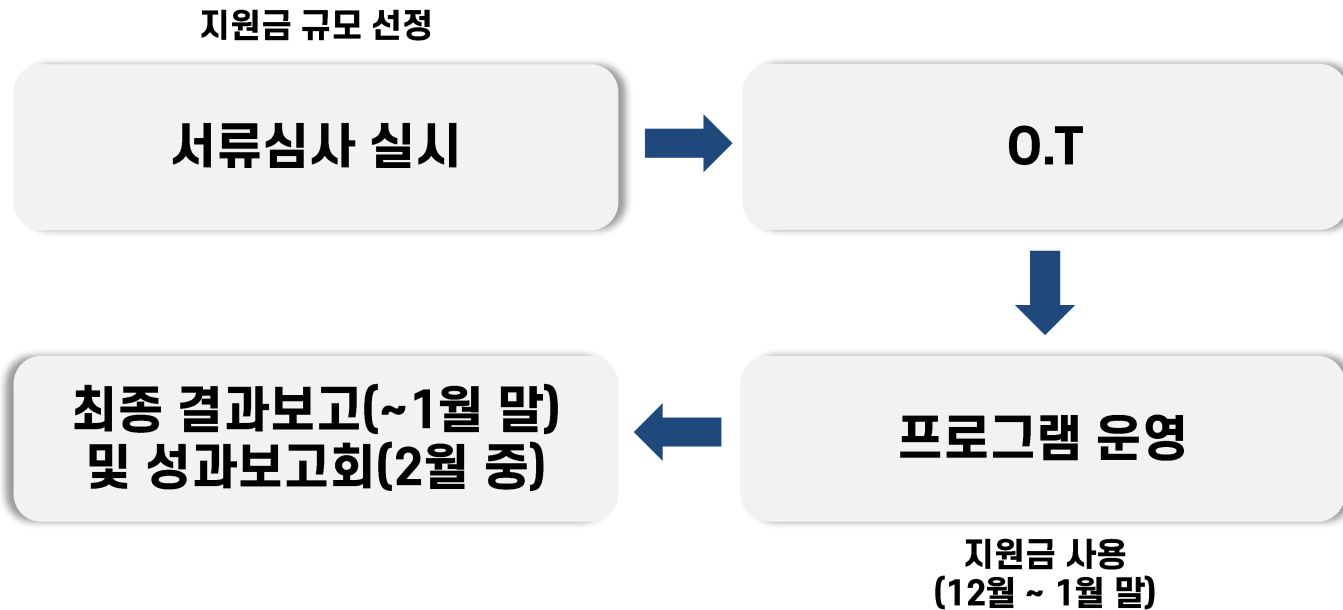 지원금 규모 선정
서류심사 실시
O.T
프로그램 운영
지원금 사용
(12월 ~ 1월 말)
최종 결과보고(~1월 말)
및 성과보고회(2월 중)